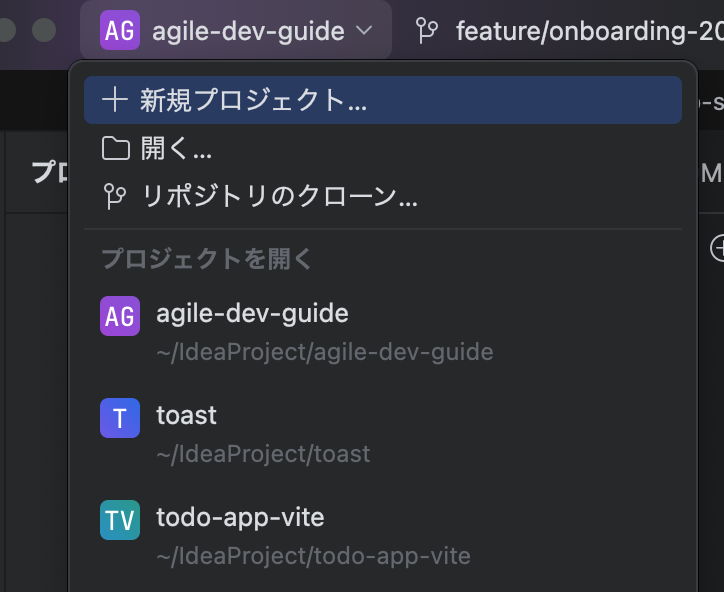 AG agile-dev-guide feature/onboarding-20
新規プロジェクト...
開く...
リポジトリのクローン...
プロジェクトを開く
AG agile-dev-guide
~/IdeaProject/agile-dev-guide
T toast
~/IdeaProject/toast
TV todo-app-vite
~/IdeaProject/todo-app-vite